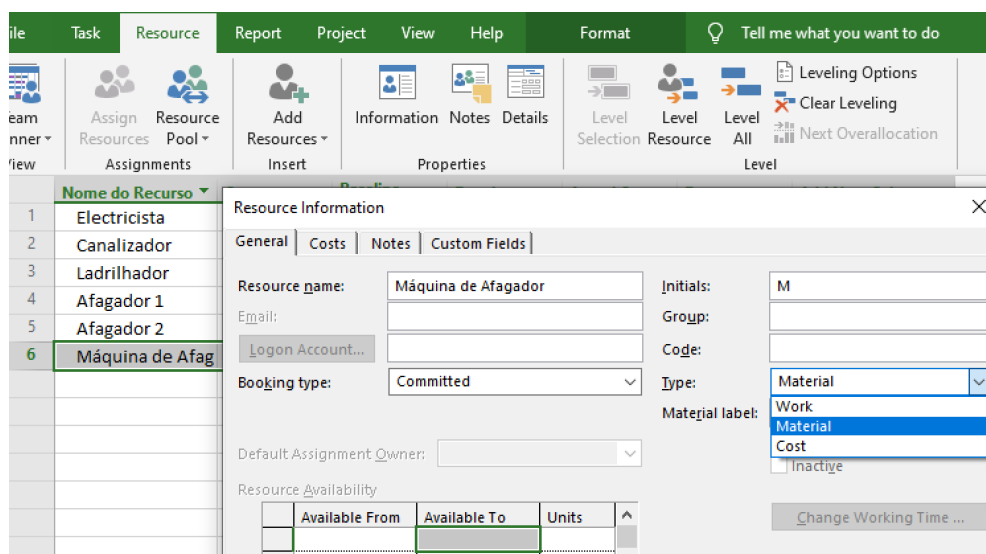 ile Task Resource Report Project View Help Format Tell me what you want to do
eam
nner
Assign
Resources
Resource
Pool
Add
Resources
Information Notes Details
Level
Selection
Level
Resource
Level
All
Leveling Options
Clear Leveling
Next Overallocation
View Assignments Insert Properties Level
Nome do Recurso
1 Electricista
2 Canalizador
3 Ladrilhador
4 Afagador 1
5 Afagador 2
6 Máquina de Afag
Resource Information
General Costs Notes Custom Fields
Resource name: Máquina de Afagador Initials: M
Email: Group:
Logon Account... Code:
Booking type: Committed Type: Material
Work
Material label: Material
Cost
Default Assignment Owner: Inactive
Resource Availability
Available From Available To Units Change Working Time ...